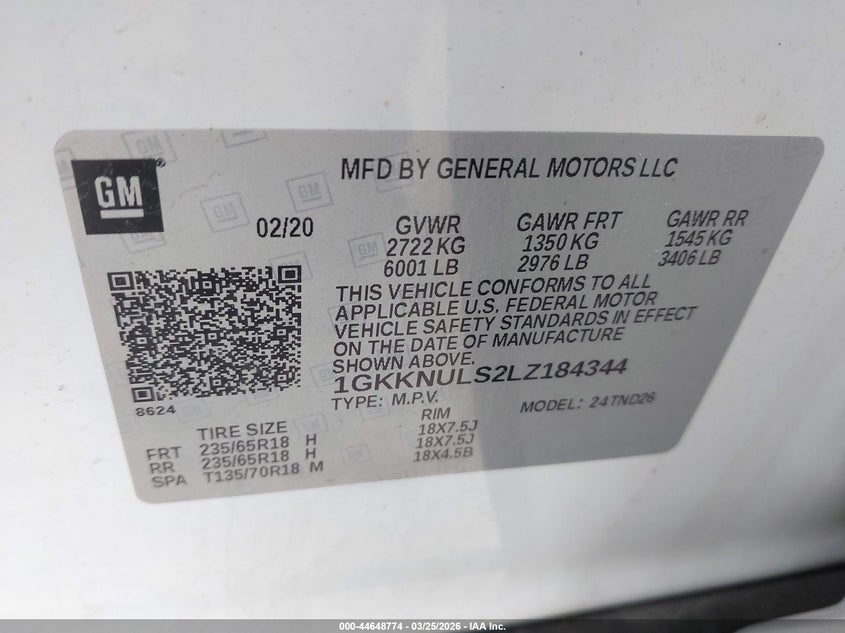 GM
MFD BY GENERAL MOTORS LLC
02/20
GVWR
2722 KG
6001 LB
GAWR FRT
1350 KG
2976 LB
GAWR RR
1545 KG
3406 LB
THIS VEHICLE CONFORMS TO ALL
APPLICABLE U.S. FEDERAL MOTOR
VEHICLE SAFETY STANDARDS IN EFFECT
ON THE DATE OF MANUFACTURE
SHOWN ABOVE.
1GKKNULS2LZ184344
TYPE: M.P.V.
MODEL: 24TND26
8624
TIRE SIZE RIM
FRT 235/65R18 H 18X7.5J
RR 235/65R18 H 18X7.5J
SPA T135/70R18 M 18X4.5B
000-44648774 — 03/25/2026 — IAA Inc.